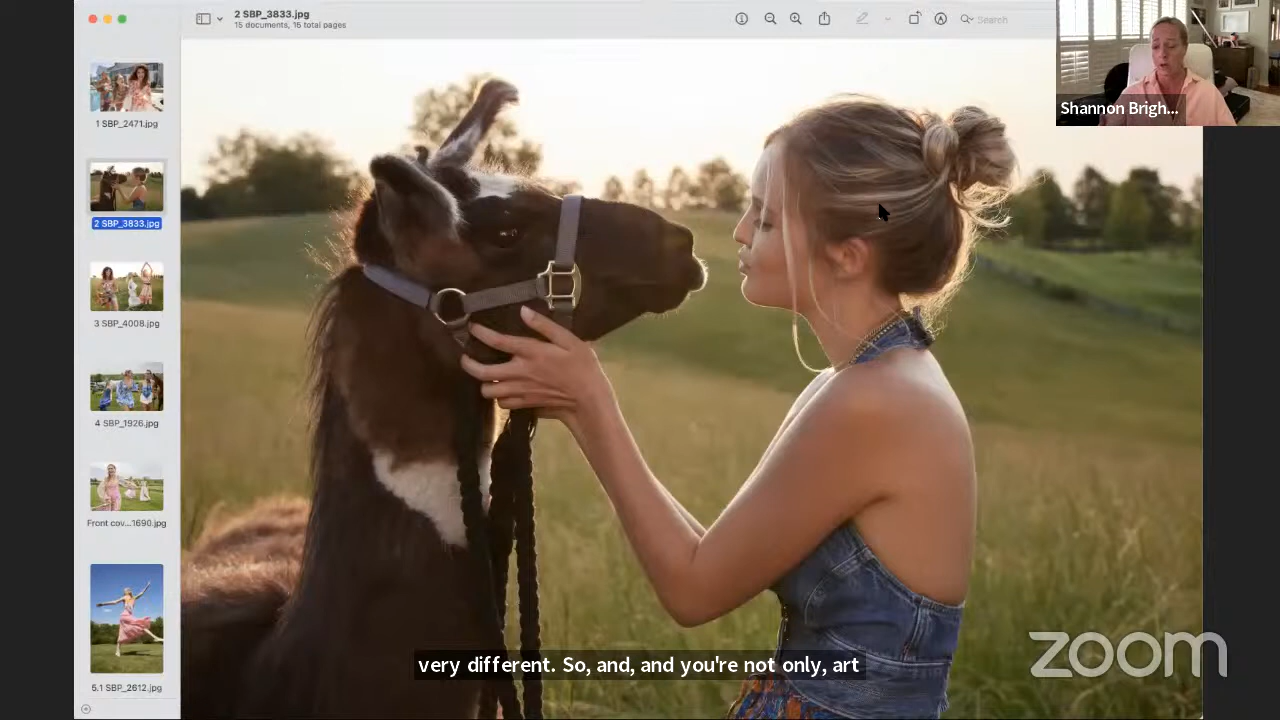 2 SBP_3833.jpg
15 documents, 15 total pages
Search
Shannon Brigh...
1 SBP_2471.jpg
2 SBP_3833.jpg
3 SBP_4008.jpg
4 SBP_1926.jpg
Front cov...1690.jpg
5.1 SBP_2612.jpg
very different. So, and, and you're not only, art
zoom